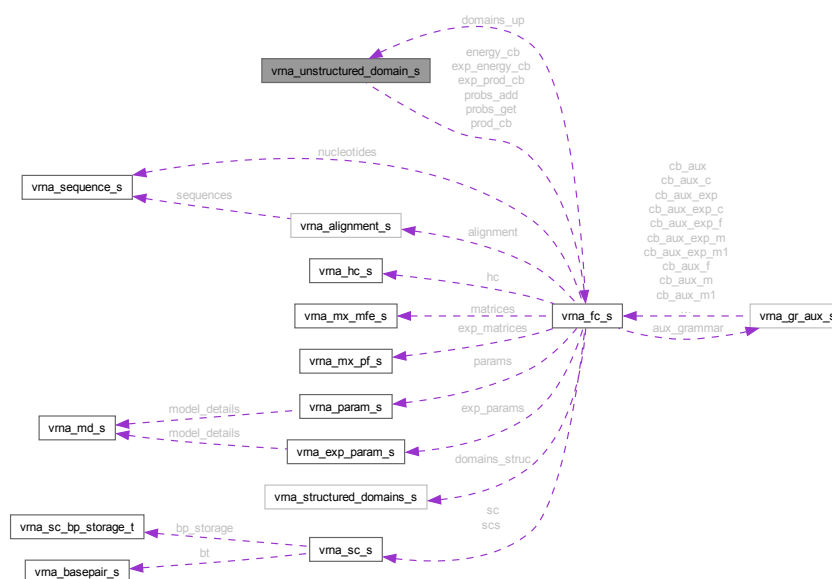 domains_up
energy_cb
exp_energy_cb
exp_prod_cb
probs_add
probs_get
prod_cb
vrna_unstructured_domain_s
nucleotides
vrna_sequence_s
sequences
vrna_alignment_s
alignment
cb_aux
cb_aux_c
cb_aux_exp
cb_aux_exp_c
cb_aux_exp_f
cb_aux_exp_m
cb_aux_exp_m1
cb_aux_f
cb_aux_m
cb_aux_m1
...
vrna_hc_s
hc
vrna_mx_mfe_s
matrices
vrna_fc_s
vrna_gr_aux_s
aux_grammar
exp_matrices
vrna_mx_pf_s
params
model_details
vrna_param_s
vrna_md_s
exp_params
model_details
vrna_exp_param_s
domains_struc
vrna_structured_domains_s
sc
scs
vrna_sc_bp_storage_t
bp_storage
vrna_sc_s
bt
vrna_basepair_s